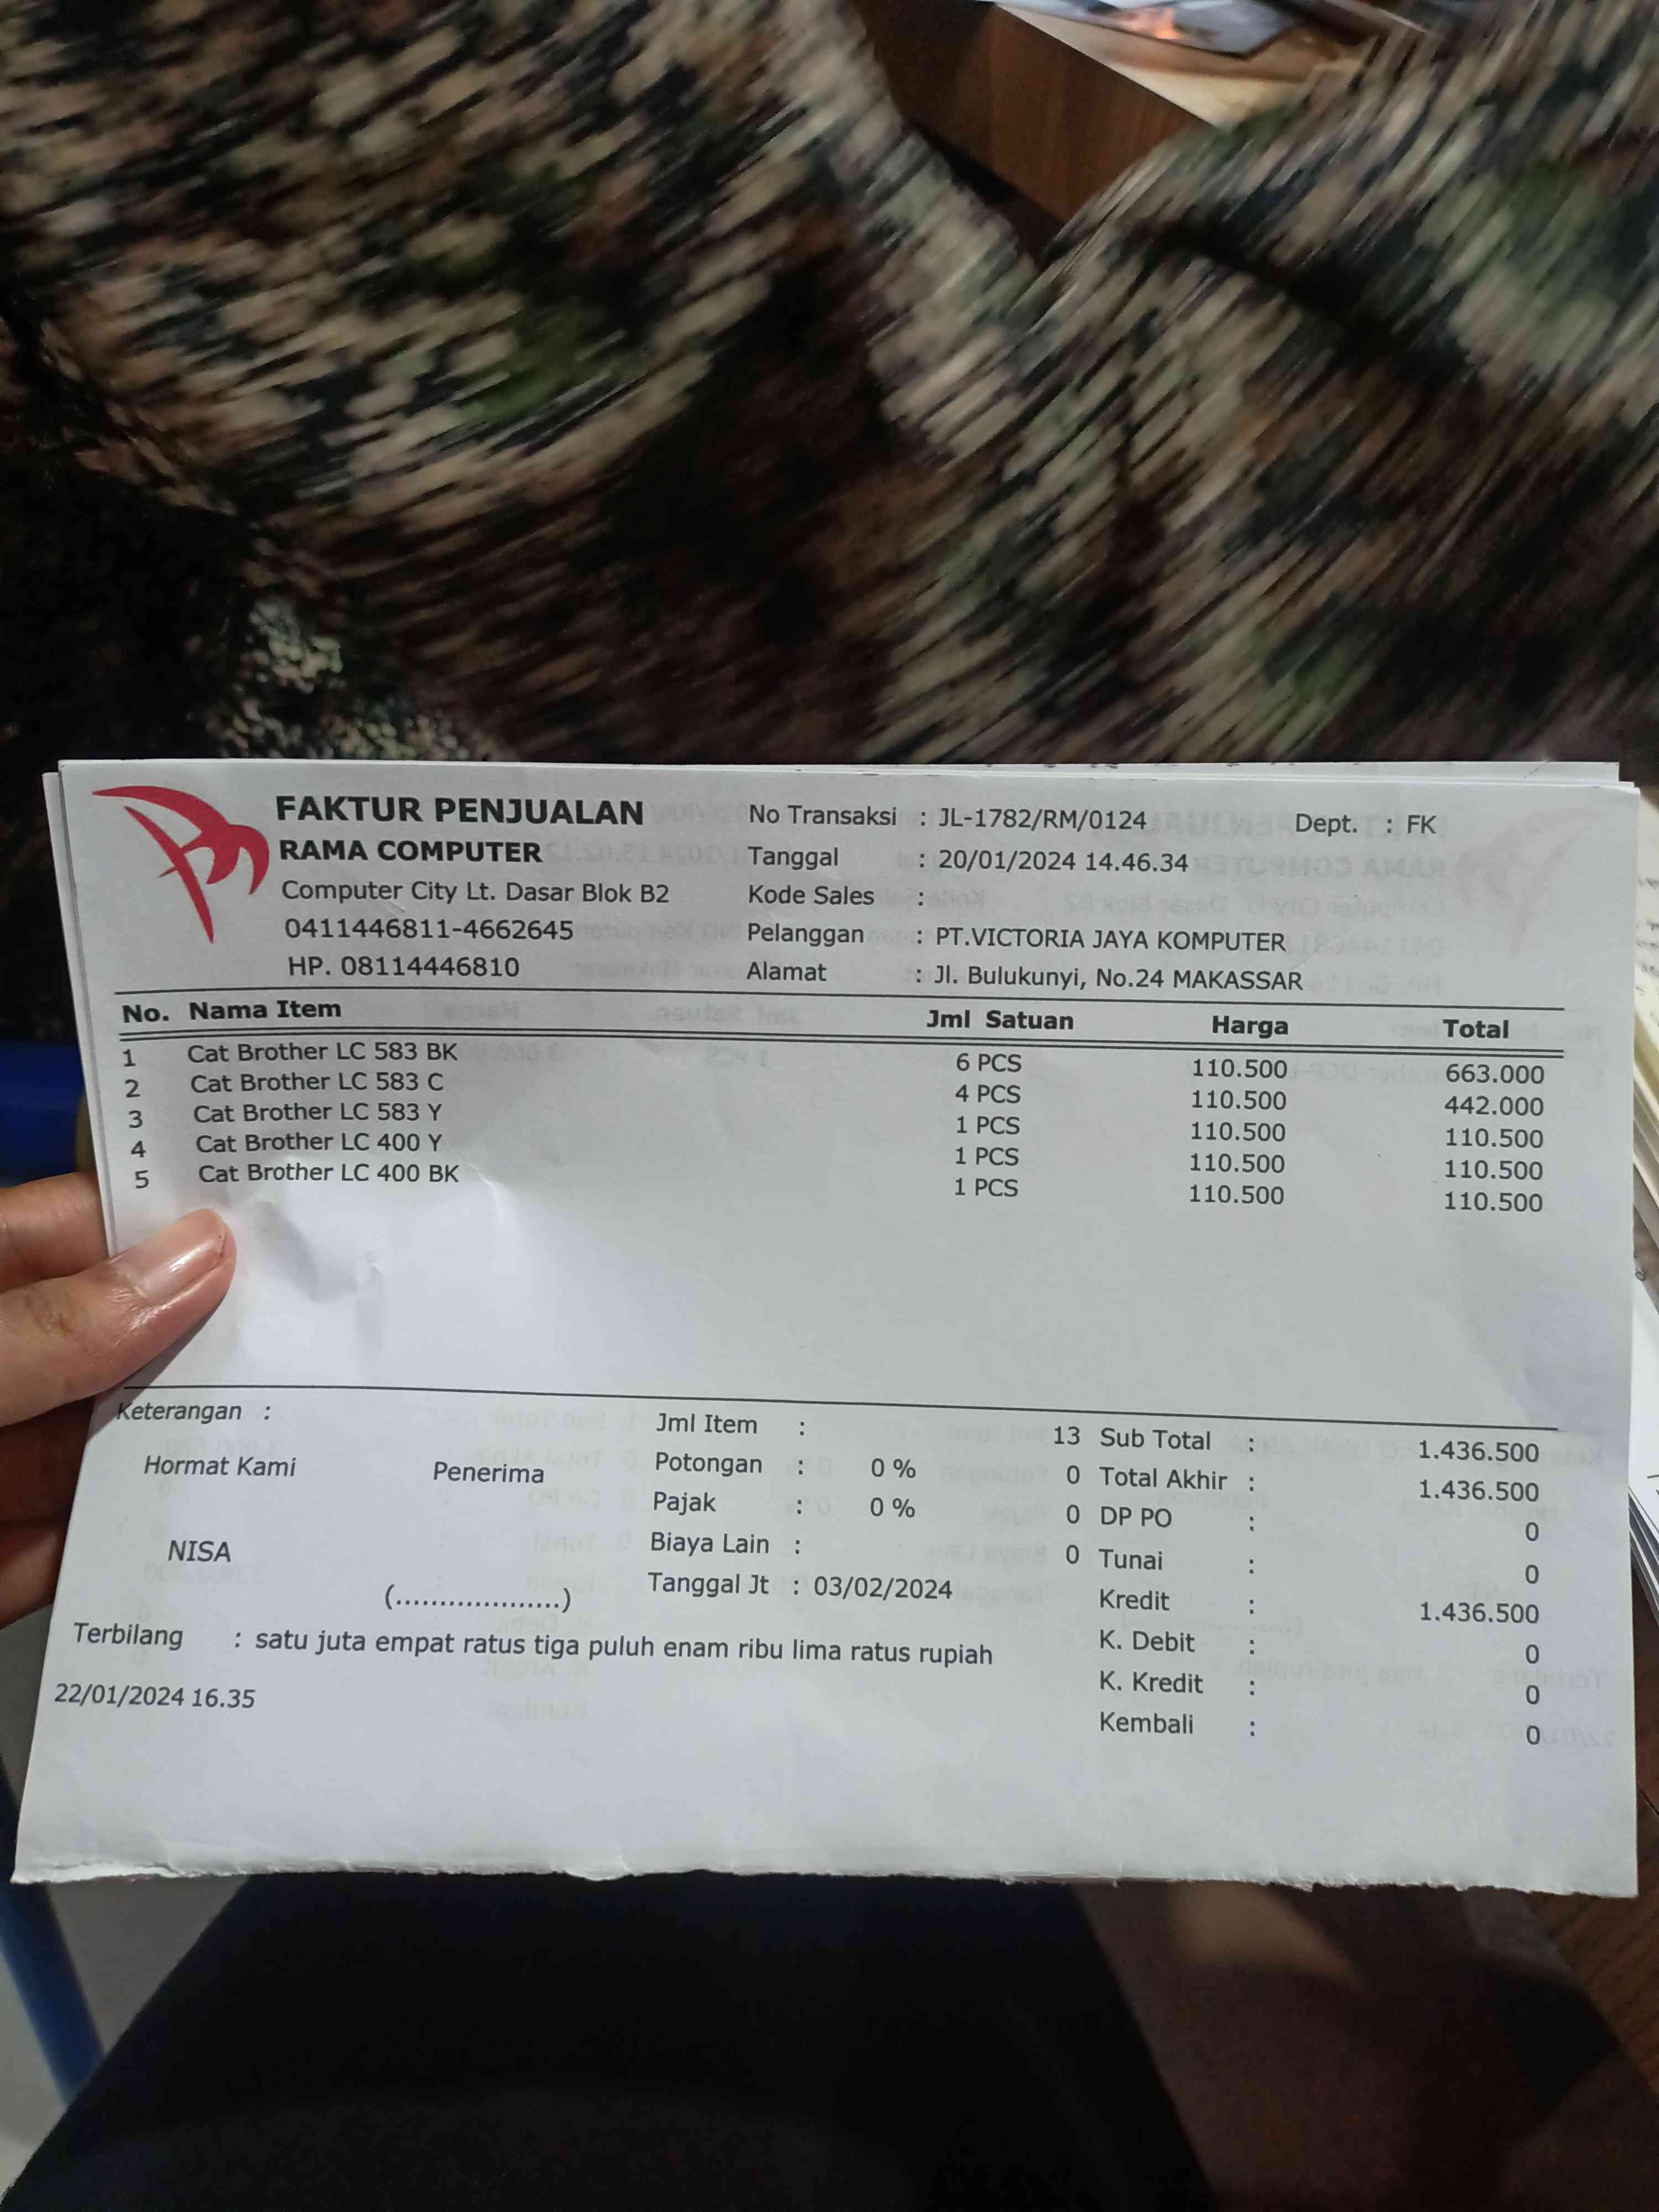 FAKTUR PENJUALAN
RAMA COMPUTER
Computer City Lt. Dasar Blok B2
0411446811-4662645
HP. 08114446810
No Transaksi : JL-1782/RM/0124 Dept. : FK
Tanggal : 20/01/2024 14.46.34
Kode Sales :
Pelanggan : PT.VICTORIA JAYA KOMPUTER
Alamat : Jl. Bulukunyi, No.24 MAKASSAR
No. Nama Item Jml Satuan Harga Total
1 Cat Brother LC 583 BK 6 PCS 110.500 663.000
2 Cat Brother LC 583 C 4 PCS 110.500 442.000
3 Cat Brother LC 583 Y 1 PCS 110.500 110.500
4 Cat Brother LC 400 Y 1 PCS 110.500 110.500
5 Cat Brother LC 400 BK 1 PCS 110.500 110.500
Keterangan :
Hormat Kami Penerima
NISA
(...................)
Jml Item : 13 Sub Total : 1.436.500
Potongan : 0 % 0 Total Akhir : 1.436.500
Pajak : 0 % 0 DP PO : 0
Biaya Lain : 0 Tunai : 0
Tanggal Jt : 03/02/2024 Kredit : 1.436.500
K. Debit : 0
K. Kredit : 0
Kembali : 0
Terbilang : satu juta empat ratus tiga puluh enam ribu lima ratus rupiah
22/01/2024 16.35